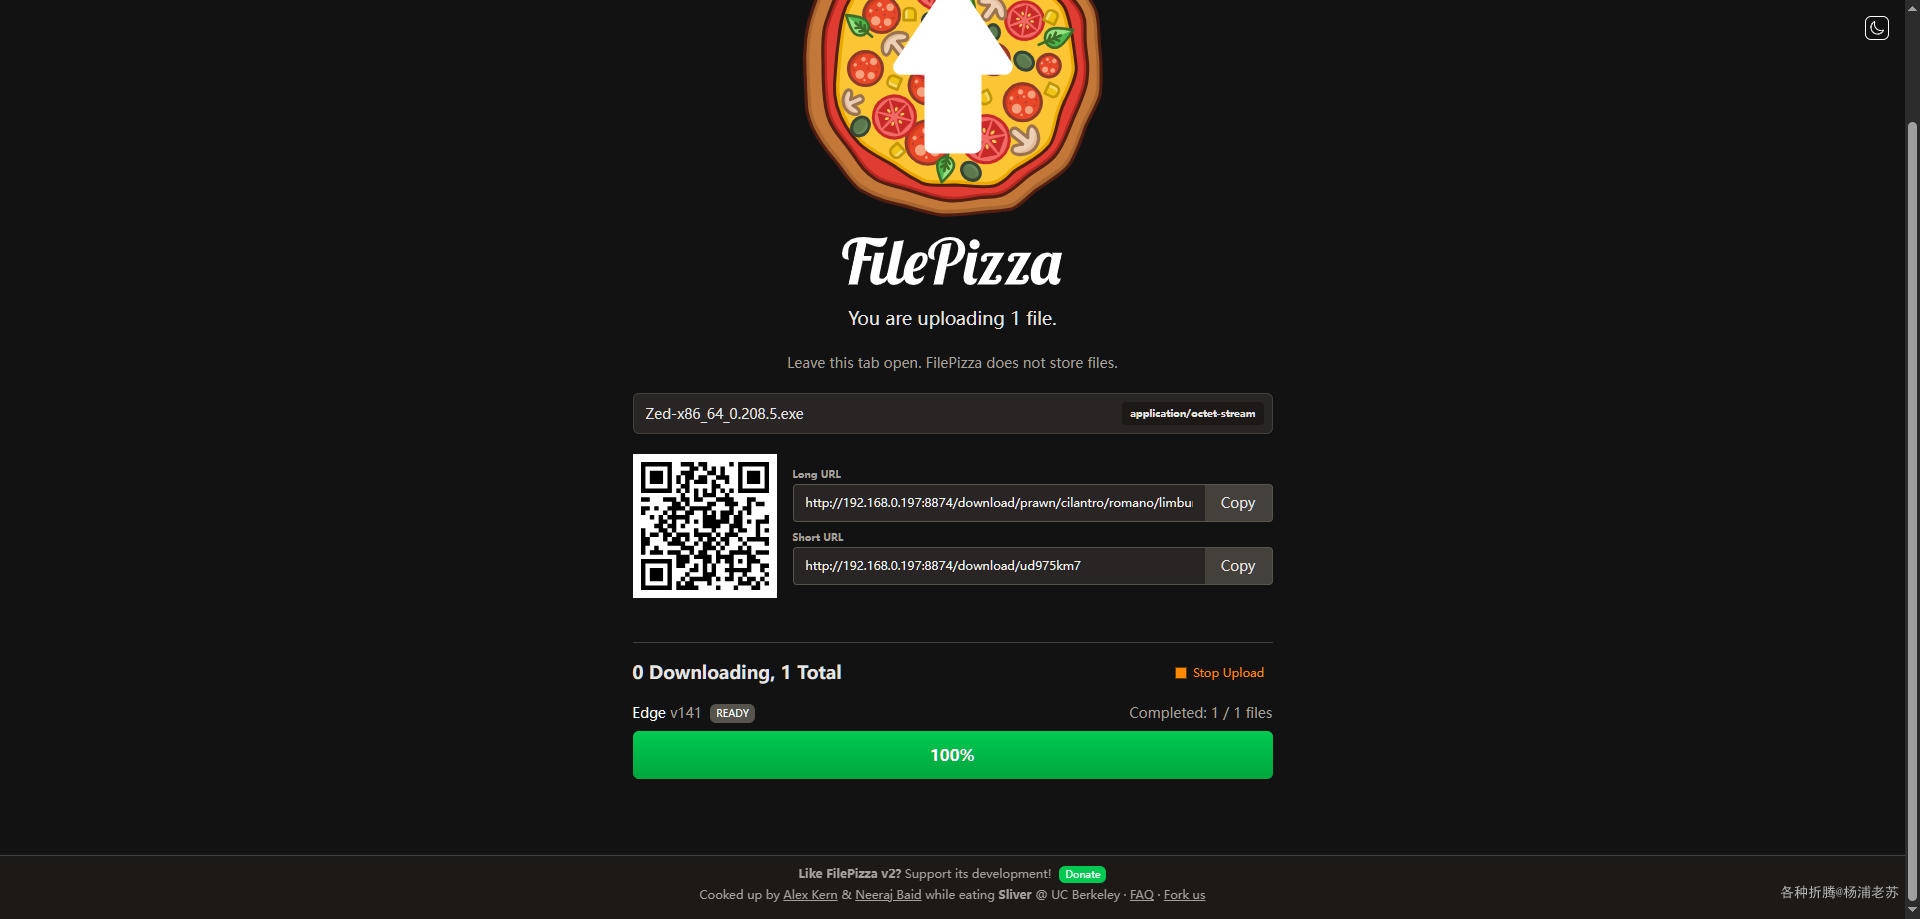 FilePizza
You are uploading 1 file.
Leave this tab open. FilePizza does not store files.
Zed-x86_64_0.208.5.exe application/octet-stream
Long URL
http://192.168.0.197:8874/download/prawn/cilantro/romano/limbu Copy
Short URL
http://192.168.0.197:8874/download/ud975km7 Copy
0 Downloading, 1 Total Stop Upload
Edge v141 READY Completed: 1 / 1 files
100%
Like FilePizza v2? Support its development! Donate
Cooked up by Alex Kern & Neeraj Baid while eating Sliver @ UC Berkeley · FAQ · Fork us
各种折腾@杨浦老苏